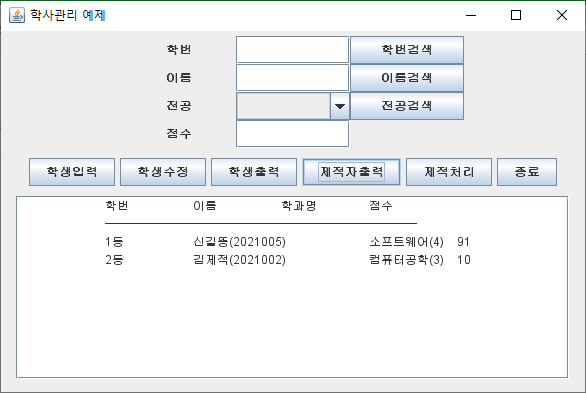 학사관리 예제
학번 학번검색
이름 이름검색
전공 전공검색
점수
학생입력 학생수정 학생출력 제적자출력 제적처리 종료
학번 이름 학과명 점수
1등 신길동(2021005) 소프트웨어(4) 91
2등 김제적(2021002) 컴퓨터공학(3) 10